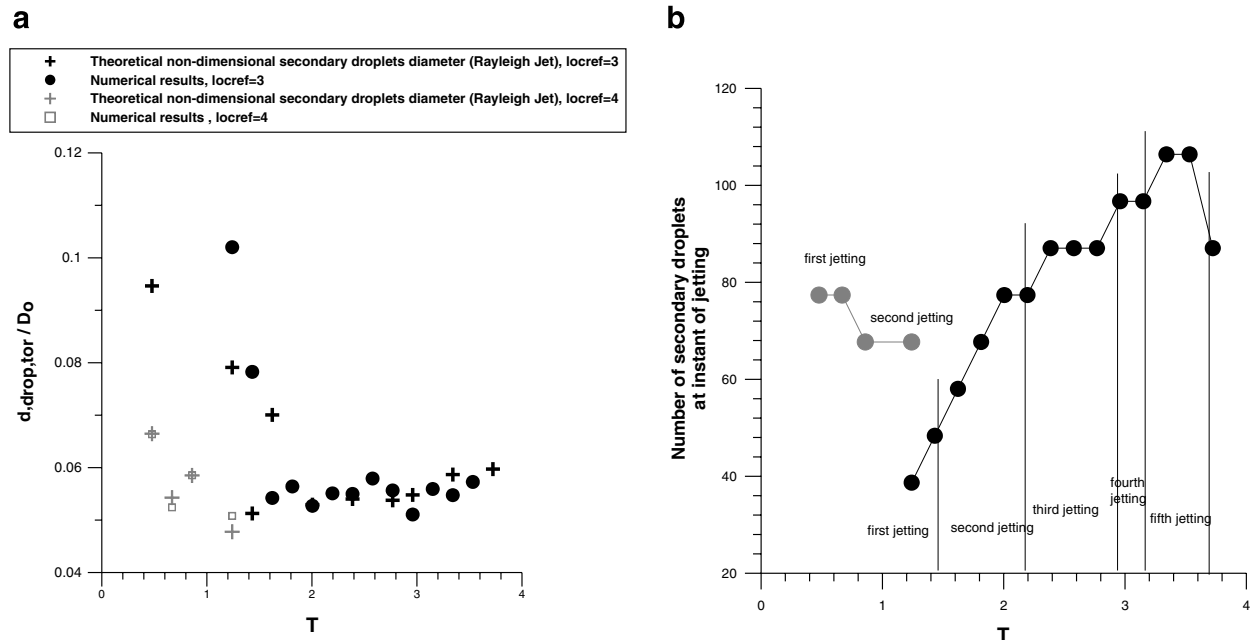 a
Theoretical non-dimensional secondary droplets diameter (Rayleigh Jet), locref=3
Numerical results, locref=3
Theoretical non-dimensional secondary droplets diameter (Rayleigh Jet), locref=4
Numerical results , locref=4
0.12
0.1
0.08
0.06
0.04
0 1 2 3 4
T
d,drop,tor / Do
b
120
100
80
60
40
20
0 1 2 3 4
T
Number of secondary droplets
at instant of jetting
first jetting
second jetting
first jetting
second jetting
third jetting
fourth
jetting
fifth jetting